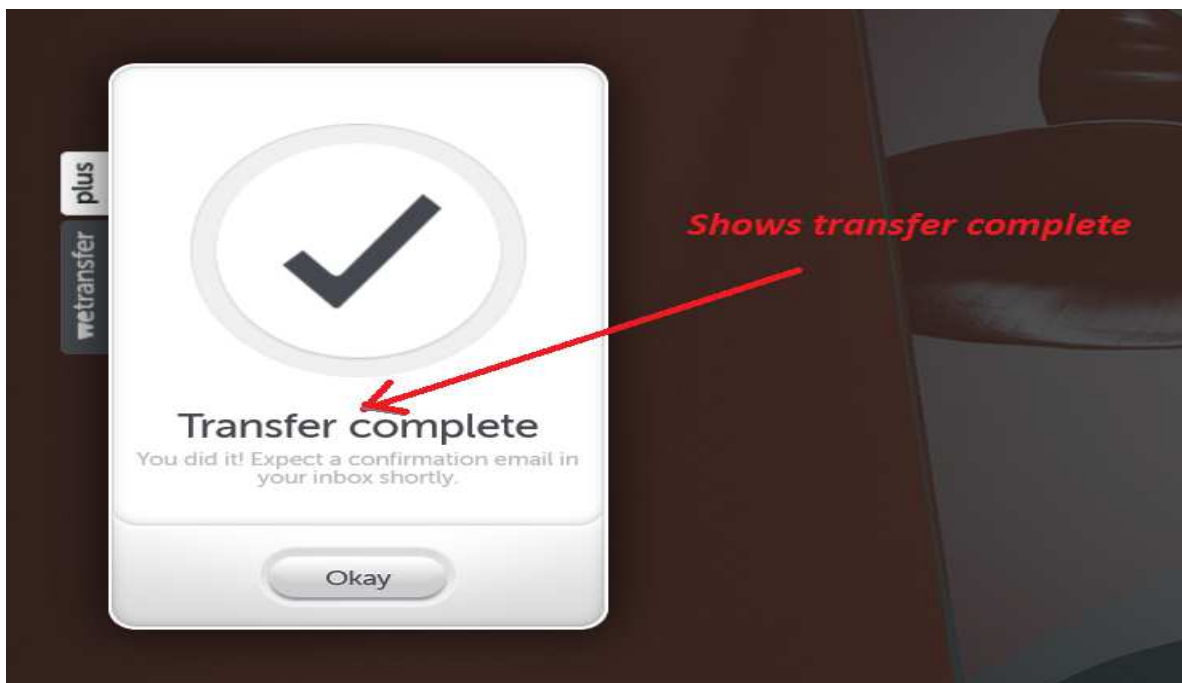 plus
wetransfer
Shows transfer complete
Transfer complete
You did it! Expect a confirmation email in
your inbox shortly.
Okay